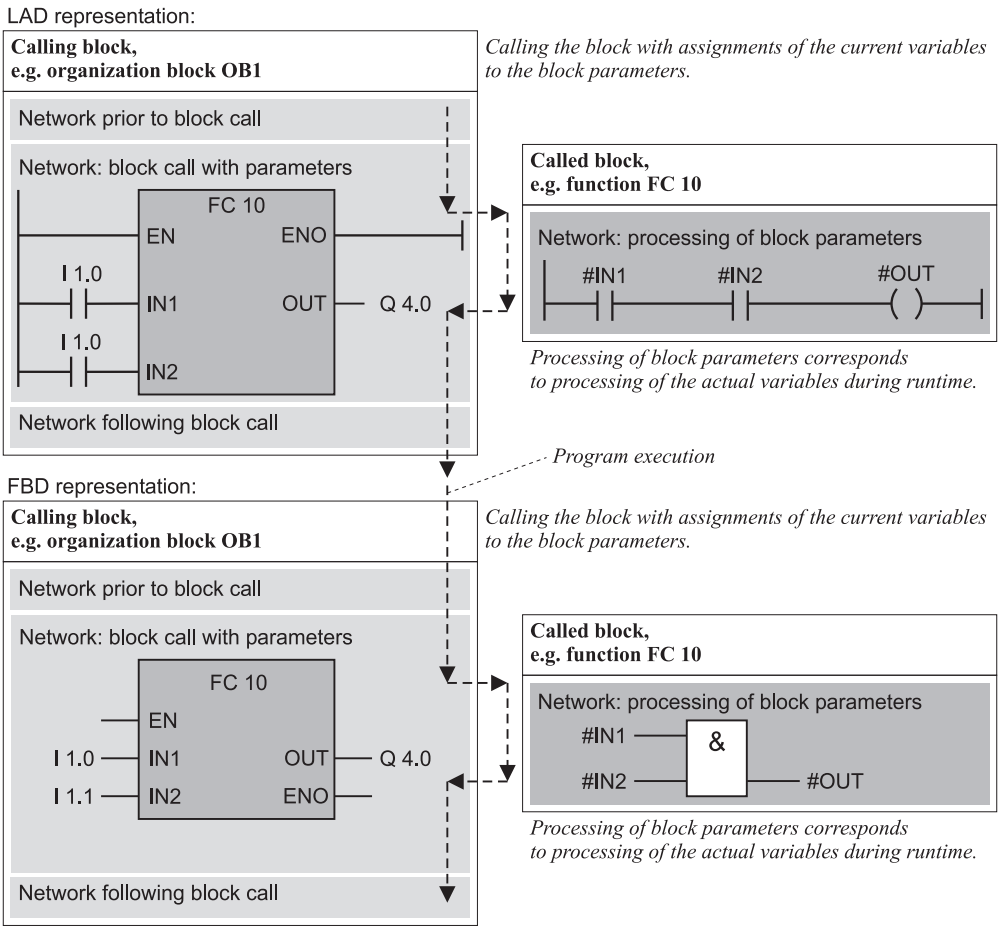 LAD representation:
Calling block,
e.g. organization block OB1
Calling the block with assignments of the current variables
to the block parameters.
Network prior to block call
Network: block call with parameters
FC 10
EN
ENO
I 1.0
IN1
OUT
Q 4.0
I 1.0
IN2
Network following block call
Called block,
e.g. function FC 10
Network: processing of block parameters
#IN1
#IN2
#OUT
Processing of block parameters corresponds
to processing of the actual variables during runtime.
Program execution
FBD representation:
Calling block,
e.g. organization block OB1
Calling the block with assignments of the current variables
to the block parameters.
Network prior to block call
Network: block call with parameters
FC 10
EN
I 1.0
IN1
OUT
Q 4.0
I 1.1
IN2
ENO
Network following block call
Called block,
e.g. function FC 10
Network: processing of block parameters
#IN1
&
#IN2
#OUT
Processing of block parameters corresponds
to processing of the actual variables during runtime.